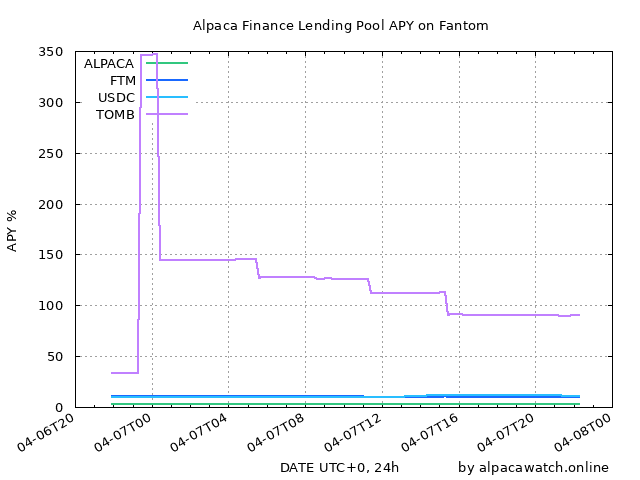 Alpaca Finance Lending Pool APY on Fantom
350
300
250
200
150
100
50
0
APY %
ALPACA
FTM
USDC
TOMB
04-06T20
04-07T00
04-07T04
04-07T08
04-07T12
04-07T16
04-07T20
04-08T00
DATE UTC+0, 24h
by alpacawatch.online